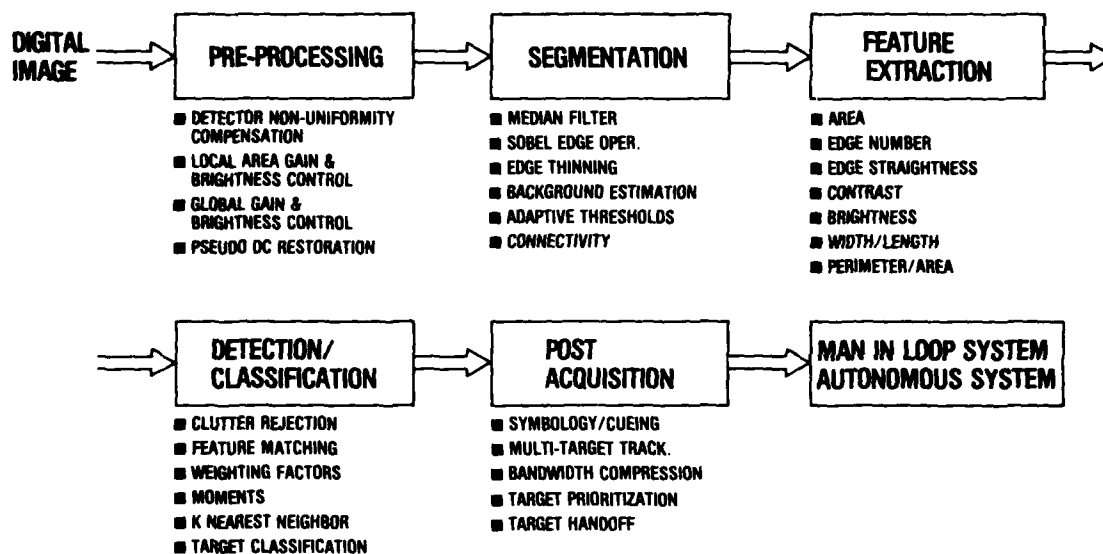 DIGITAL
IMAGE
PRE-PROCESSING
■ DETECTOR NON-UNIFORMITY
COMPENSATION
■ LOCAL AREA GAIN &
BRIGHTNESS CONTROL
■ GLOBAL GAIN &
BRIGHTNESS CONTROL
■ PSEUDO DC RESTORATION
SEGMENTATION
■ MEDIAN FILTER
■ SOBEL EDGE OPER.
■ EDGE THINNING
■ BACKGROUND ESTIMATION
■ ADAPTIVE THRESHOLDS
■ CONNECTIVITY
FEATURE
EXTRACTION
■ AREA
■ EDGE NUMBER
■ EDGE STRAIGHTNESS
■ CONTRAST
■ BRIGHTNESS
■ WIDTH/LENGTH
■ PERIMETER/AREA
DETECTION/
CLASSIFICATION
■ CLUTTER REJECTION
■ FEATURE MATCHING
■ WEIGHTING FACTORS
■ MOMENTS
■ K NEAREST NEIGHBOR
■ TARGET CLASSIFICATION
POST
ACQUISITION
■ SYMBOLOGY/CUEING
■ MULTI-TARGET TRACK.
■ BANDWIDTH COMPRESSION
■ TARGET PRIORITIZATION
■ TARGET HANDOFF
MAN IN LOOP SYSTEM
AUTONOMOUS SYSTEM